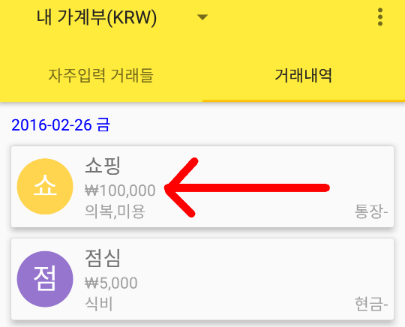 내 가계부(KRW)
자주입력 거래들 거래내역
2016-02-26 금
쇼 쇼핑
₩100,000
의복,미용 통장-
점 점심
₩5,000
식비 현금-